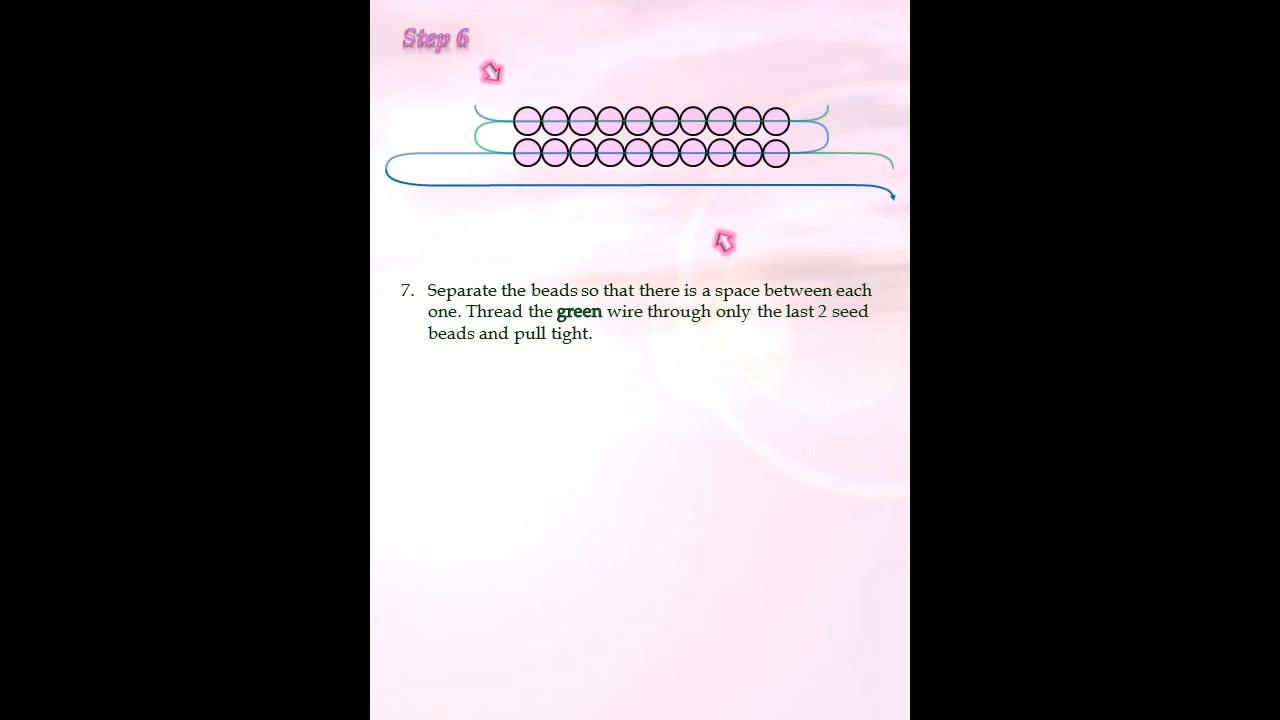 Step 6
7. Separate the beads so that there is a space between each
one. Thread the green wire through only the last 2 seed
beads and pull tight.